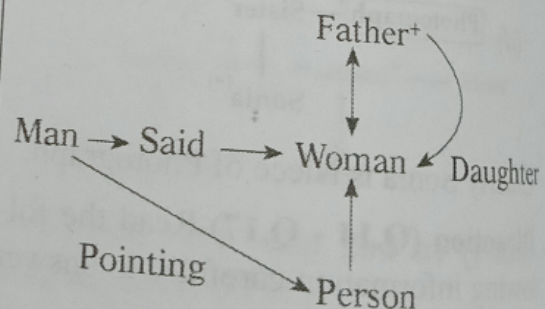 Father+
Man → Said → Woman
Daughter
Pointing
Person